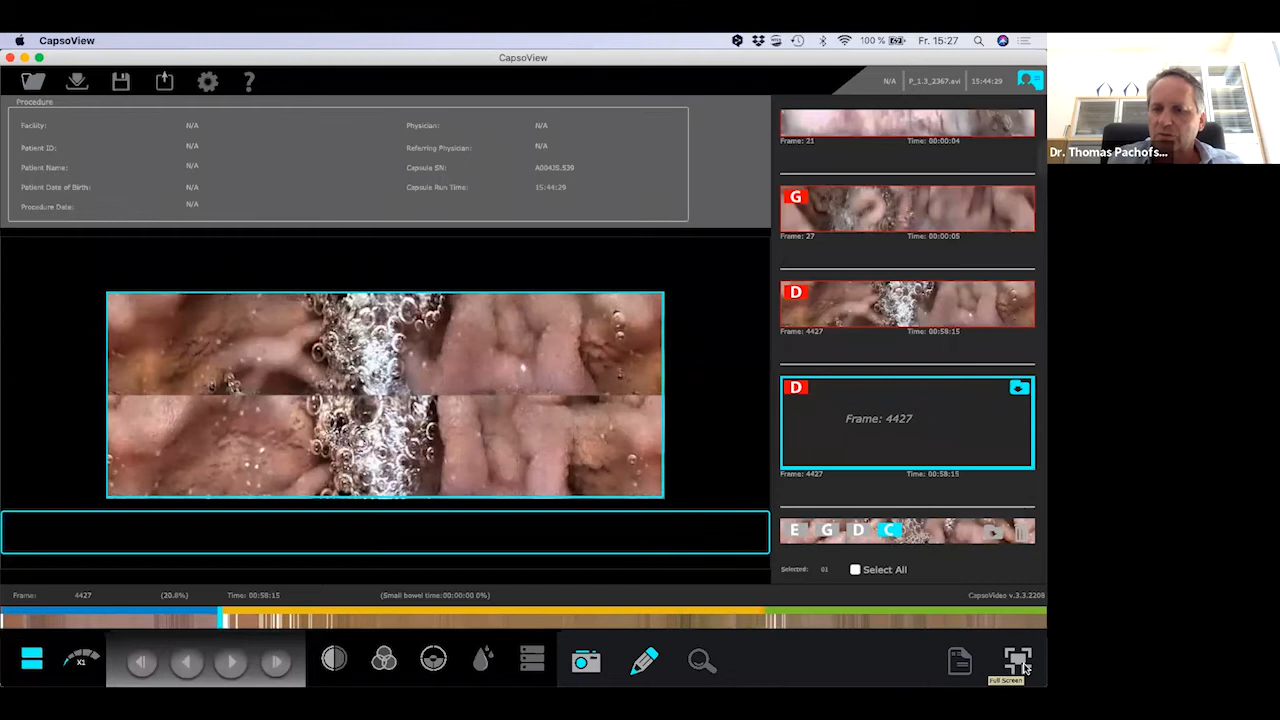 CapsoView
100 %
Fr. 15:27
CapsoView
N/A
P_1.3_2367.avi
15:44:29
Procedure
Facility: N/A
Physician: N/A
Patient ID: N/A
Referring Physician: N/A
Patient Name: N/A
Capsule SN: A004JS.539
Patient Date of Birth: N/A
Capsule Run Time: 15:44:29
Procedure Date: N/A
Frame: 21 Time: 00:00:04
G
Frame: 27 Time: 00:00:05
D
Frame: 4427 Time: 00:58:15
D
Frame: 4427
Frame: 4427 Time: 00:58:15
E G D C
Selected: 01 Select All
Frame: 4427 (20.8%) Time: 00:58:15 (Small bowel time:00:00:00 0%) CapsoVideo v.3.3.2208
X1
Full Screen
Dr. Thomas Pachofs...